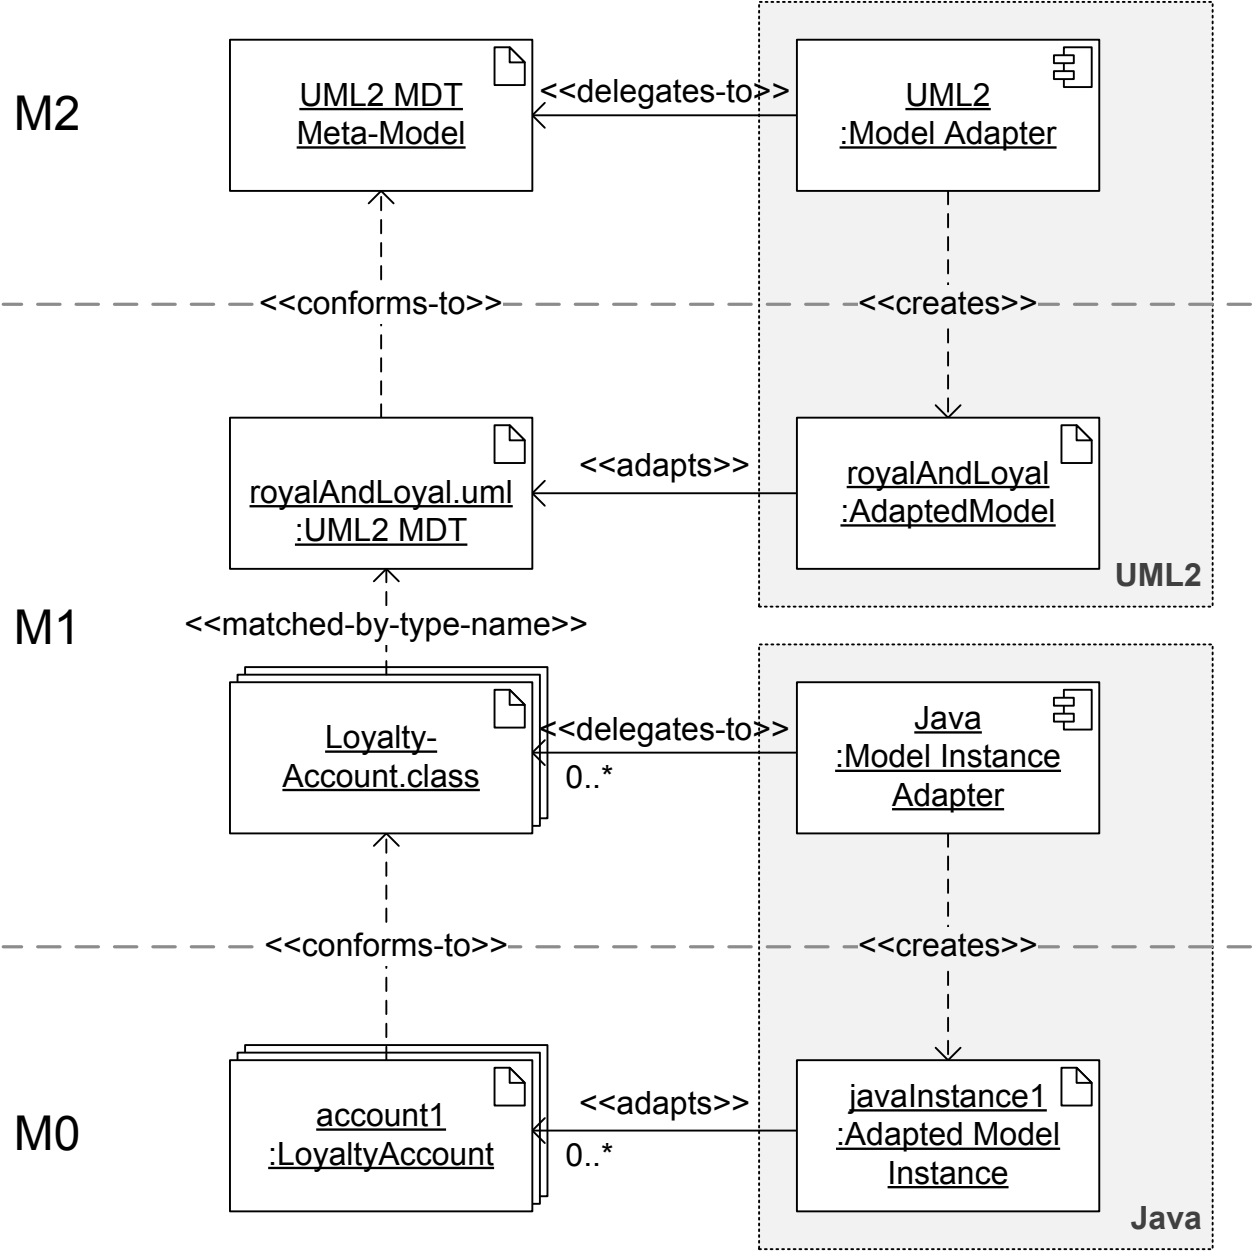 M2
UML2 MDT
Meta-Model
<<delegates-to>>
UML2
:Model Adapter
<<conforms-to>>
<<creates>>
royalAndLoyal.uml
:UML2 MDT
<<adapts>>
royalAndLoyal
:AdaptedModel
UML2
M1
<<matched-by-type-name>>
Loyalty-
Account.class
<<delegates-to>>
0..*
Java
:Model Instance
Adapter
<<conforms-to>>
<<creates>>
M0
account1
:LoyaltyAccount
<<adapts>>
0..*
javaInstance1
:Adapted Model
Instance
Java